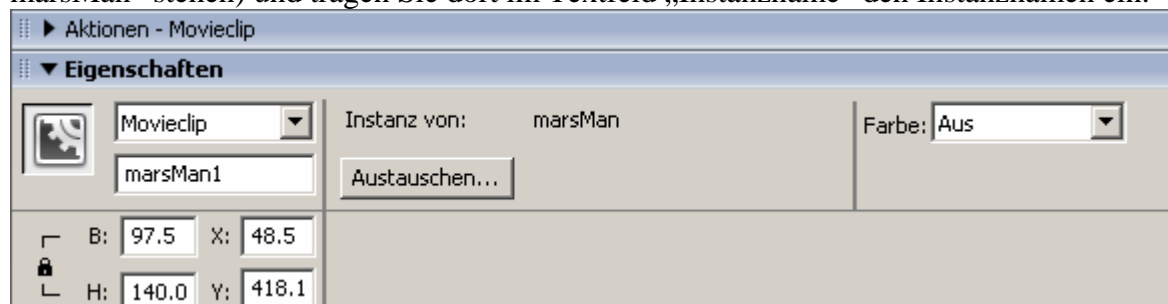 marsMan“ stehen) und tragen Sie dort im Textfeld „Instanzname“ den Instanznamen ein.
Aktionen - Movieclip
Eigenschaften
Movieclip
Instanz von: marsMan
Farbe: Aus
marsMan1
Austauschen...
B: 97.5 X: 48.5
H: 140.0 Y: 418.1